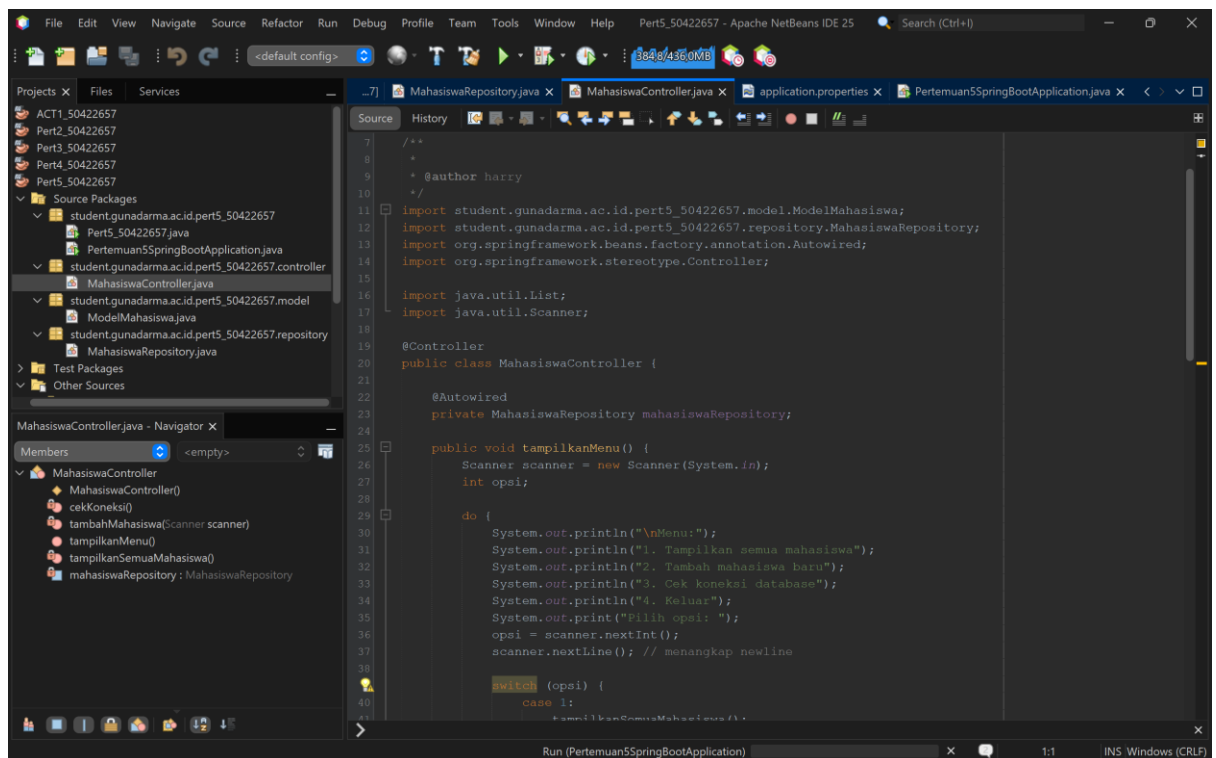 File Edit View Navigate Source Refactor Run Debug Profile Team Tools Window Help Pert5_50422657 - Apache NetBeans IDE 25 Search (Ctrl+I)
<default config> 384,8/436,0MB
Projects Files Services
ACT1_50422657
Pert2_50422657
Pert3_50422657
Pert4_50422657
Pert5_50422657
Source Packages
student.gunadarma.ac.id.pert5_50422657
Pert5_50422657.java
Pertemuan5SpringBootApplication.java
student.gunadarma.ac.id.pert5_50422657.controller
MahasiswaController.java
student.gunadarma.ac.id.pert5_50422657.model
ModelMahasiswa.java
student.gunadarma.ac.id.pert5_50422657.repository
MahasiswaRepository.java
Test Packages
Other Sources
MahasiswaController.java - Navigator
Members <empty>
MahasiswaController
MahasiswaController()
cekKoneksi()
tambahMahasiswa(Scanner scanner)
tampilkanMenu()
tampilkanSemuaMahasiswa()
mahasiswaRepository : MahasiswaRepository
...7] MahasiswaRepository.java MahasiswaController.java application.properties Pertemuan5SpringBootApplication.java
Source History
7 /**
8 *
9 * @author harry
10 */
11 import student.gunadarma.ac.id.pert5_50422657.model.ModelMahasiswa;
12 import student.gunadarma.ac.id.pert5_50422657.repository.MahasiswaRepository;
13 import org.springframework.beans.factory.annotation.Autowired;
14 import org.springframework.stereotype.Controller;
15
16 import java.util.List;
17 import java.util.Scanner;
18
19 @Controller
20 public class MahasiswaController {
21
22 @Autowired
23 private MahasiswaRepository mahasiswaRepository;
24
25 public void tampilkanMenu() {
26 Scanner scanner = new Scanner(System.in);
27 int opsi;
28
29 do {
30 System.out.println("\nMenu:");
31 System.out.println("1. Tampilkan semua mahasiswa");
32 System.out.println("2. Tambah mahasiswa baru");
33 System.out.println("3. Cek koneksi database");
34 System.out.println("4. Keluar");
35 System.out.print("Pilih opsi: ");
36 opsi = scanner.nextInt();
37 scanner.nextLine(); // menangkap newline
38
switch (opsi) {
40 case 1:
41 tampilkanSemuaMahasiswa();
Run (Pertemuan5SpringBootApplication) 1:1 INS Windows (CRLF)